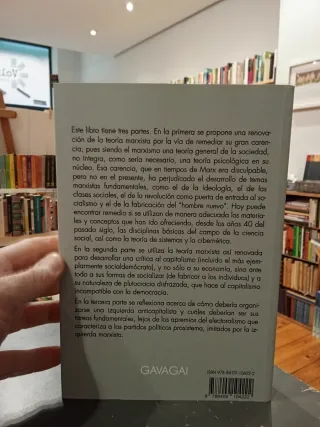 Este libro tiene tres partes. En la primera se propone una renova-
ción de la teoría marxista por la vía de remediar su gran caren-
cia, pues siendo el marxismo una teoría general de la sociedad,
no integra, como sería necesario, una teoría psicológica en su
núcleo. Esa carencia, que en tiempos de Marx era disculpable,
pero no en el presente, ha perjudicado el desarrollo de temas
marxistas fundamentales, como el de la ideología, el de las
clases sociales, el de la revolución como puerta de entrada al so-
cialismo y el de la fabricación del "hombre nuevo". Hoy puede
encontrar remedio si se utilizan de manera adecuada los materia-
les y conceptos que han ido ofreciendo, desde los años 40 del
pasado siglo, las disciplinas básicas del campo de la ciencia
social, así como la teoría de sistemas y la cibernética.
En la segunda parte se utiliza la teoría marxista así renovada
para desarrollar una crítica al capitalismo (incluido el más ejem-
plarmente socialdemócrata), y no sólo a su economía, sino ante
todo a sus formas de socializar (de fabricar a los individuos) y a
su naturaleza de plutocracia disfrazada, que hace al capitalismo
incompatible con la democracia.
En la tercera parte se reflexiona acerca de cómo debería organi-
zarse una izquierda anticapitalista y cuáles deberían ser sus
tareas fundamentales, lejos de los apremios del electoralismo que
caracteriza a los partidos políticos prosistema, imitados por la iz-
quierda marxista.
GAVAGAI